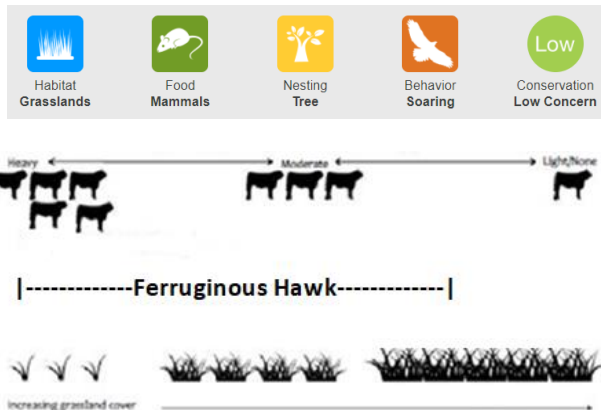 Low
Habitat
Grasslands
Food
Mammals
Nesting
Tree
Behavior
Soaring
Conservation
Low Concern
Heavy
Moderate
Light/None
|-------------Ferruginous Hawk-------------|
Increasing grassland cover